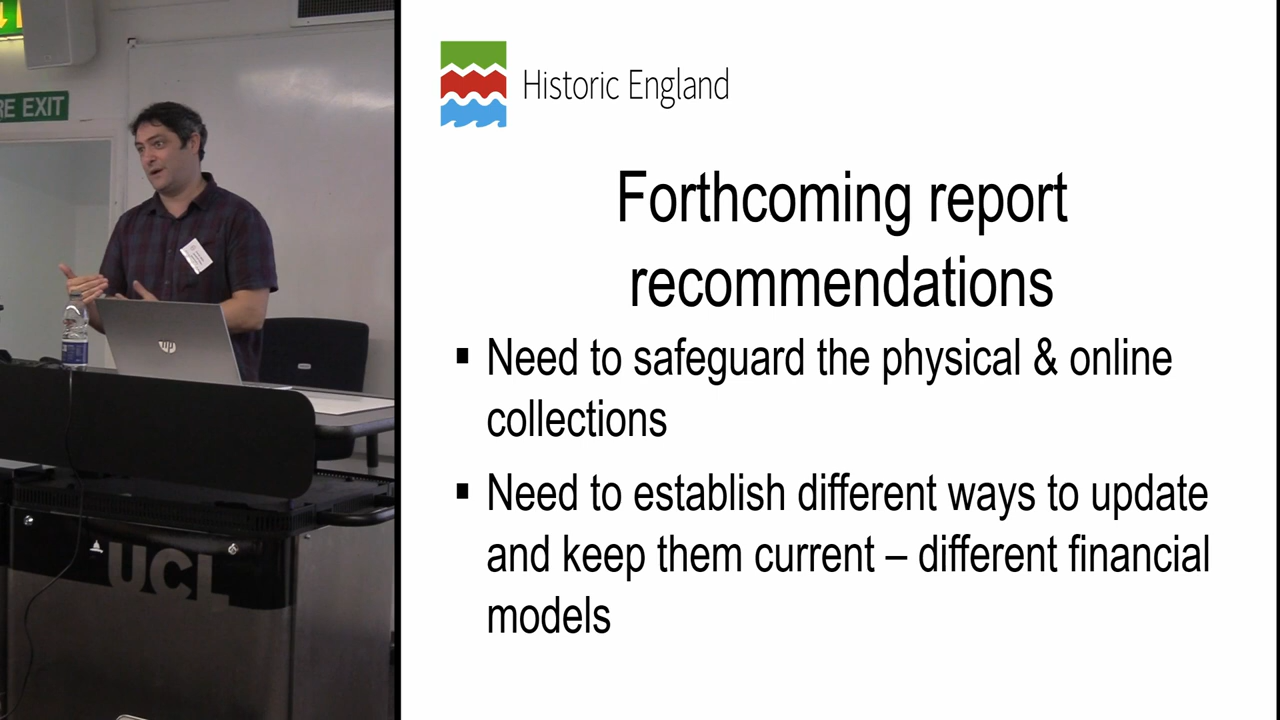 RE EXIT
hp
UCL
Historic England
Forthcoming report
recommendations
▪ Need to safeguard the physical & online
collections
▪ Need to establish different ways to update
and keep them current – different financial
models